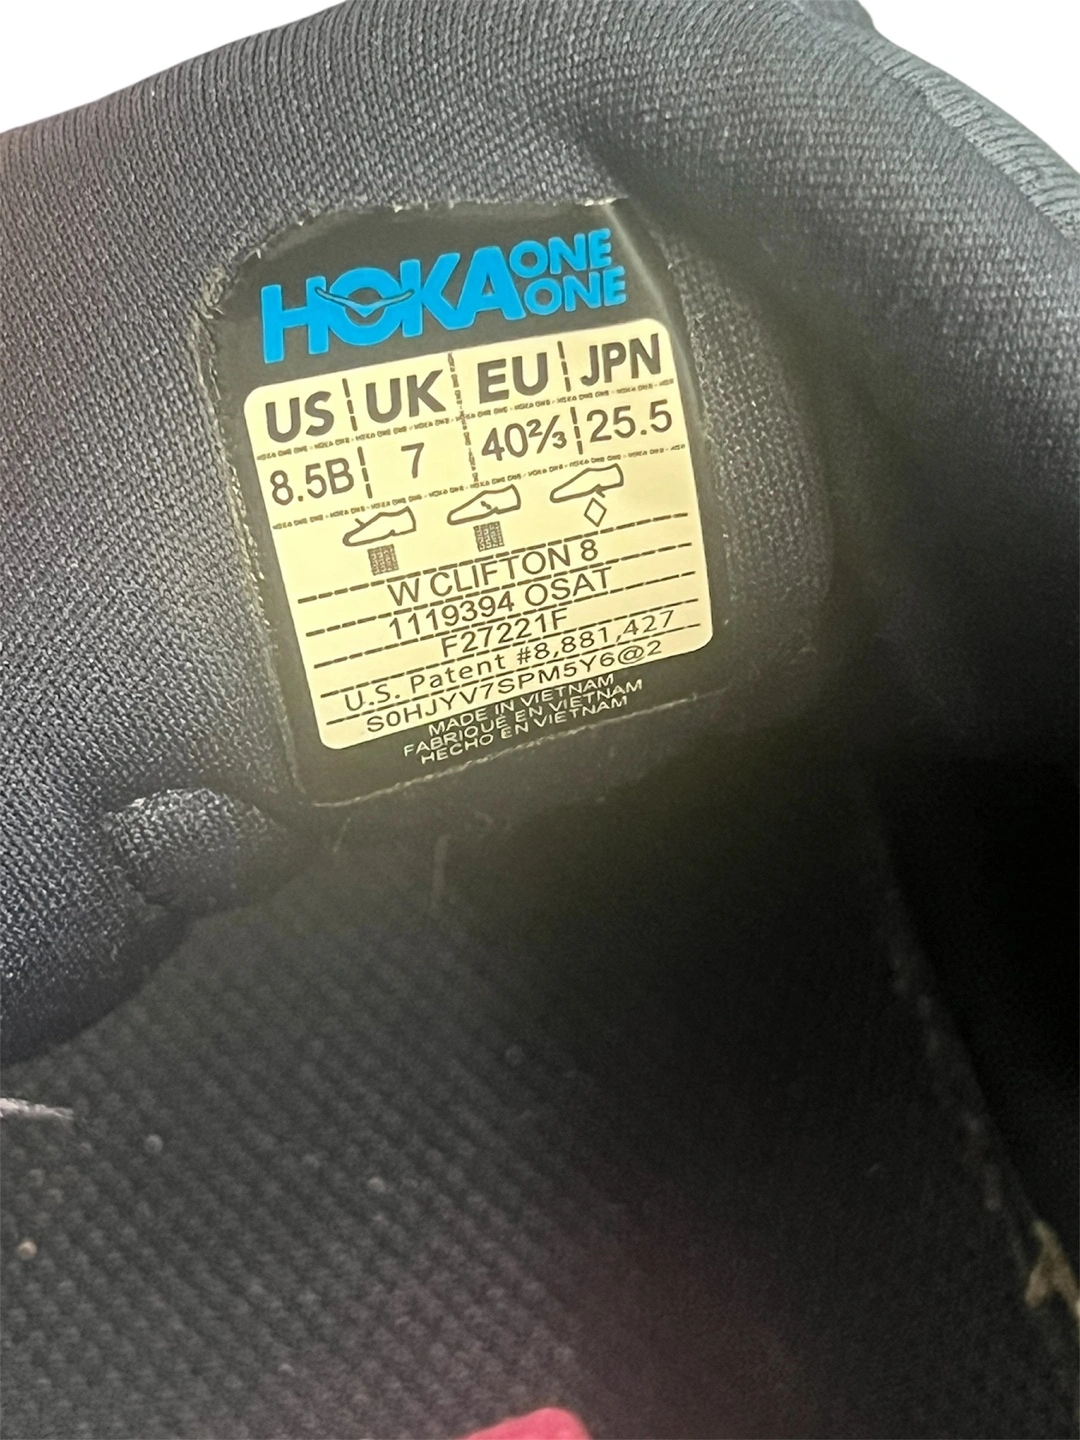 HOKA ONE ONE
US UK EU JPN
8.5B 7 40⅔ 25.5
W CLIFTON 8
1119394 OSAT
F27221F
U.S. Patent #8,881,427
S0HJYV7SPM5Y6@2
MADE IN VIETNAM
FABRIQUÉ EN VIETNAM
HECHO EN VIETNAM